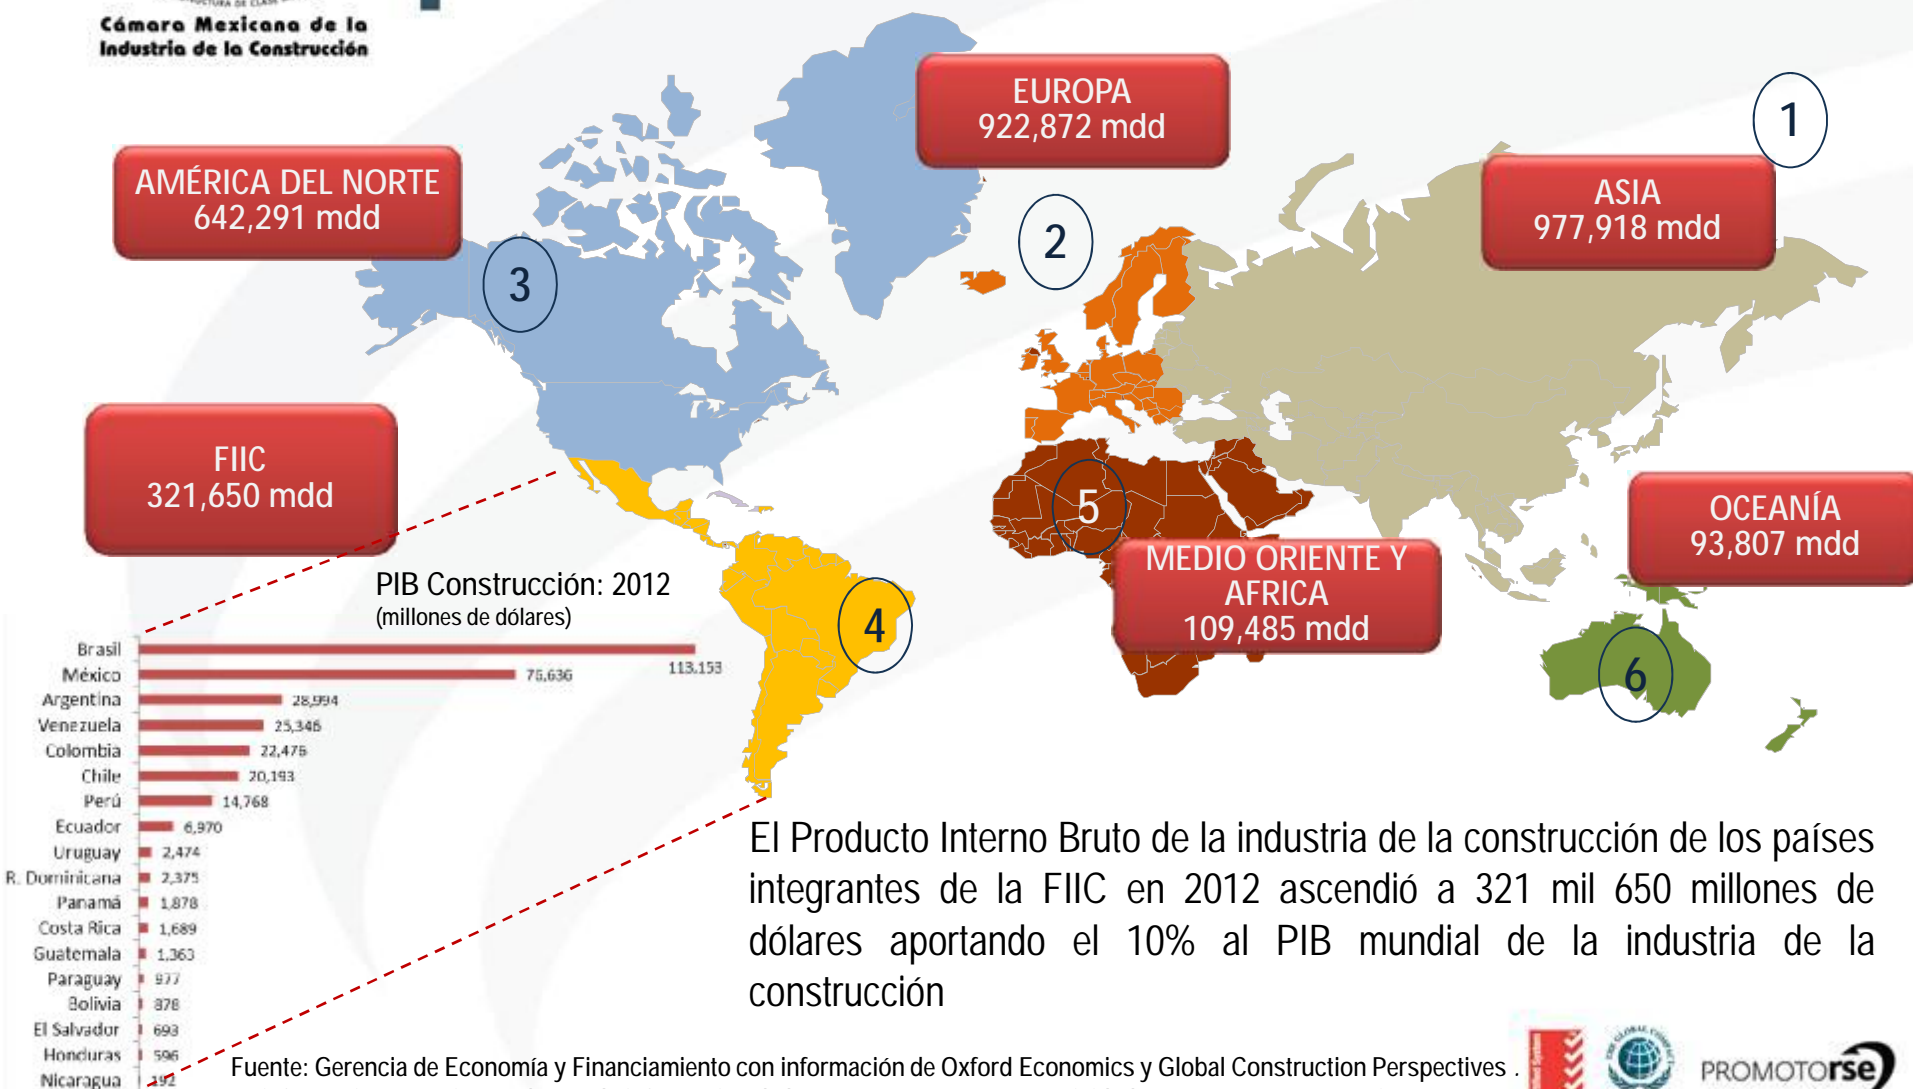 Cámara Mexicana de la
Industria de la Construcción
EUROPA
922,872 mdd
1
AMÉRICA DEL NORTE
642,291 mdd
ASIA
977,918 mdd
2
3
FIIC
321,650 mdd
5
OCEANÍA
93,807 mdd
MEDIO ORIENTE Y
AFRICA
109,485 mdd
4
6
PIB Construcción: 2012
(millones de dólares)
Brasil 113,153
México 76,636
Argentina 28,994
Venezuela 25,346
Colombia 22,476
Chile 20,193
Perú 14,768
Ecuador 6,970
Uruguay 2,474
R. Dominicana 2,375
Panamá 1,878
Costa Rica 1,689
Guatemala 1,363
Paraguay 977
Bolivia 878
El Salvador 693
Honduras 596
Nicaragua 192
El Producto Interno Bruto de la industria de la construcción de los países
integrantes de la FIIC en 2012 ascendió a 321 mil 650 millones de
dólares aportando el 10% al PIB mundial de la industria de la
construcción
Fuente: Gerencia de Economía y Financiamiento con información de Oxford Economics y Global Construction Perspectives .
THE GLOBAL COMPACT
PROMOTORSE